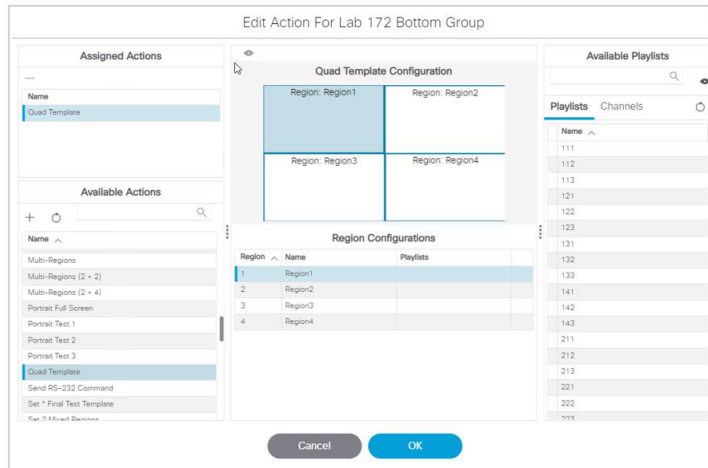 Edit Action For Lab 172 Bottom Group
Assigned Actions
Name
Quad Template
Available Actions
Name
Multi-Regions
Multi-Regions (2 + 2)
Multi-Regions (2 + 4)
Portrait Full Screen
Portrait Test 1
Portrait Test 2
Portrait Test 3
Quad Template
Send RS-232 Command
Set * Final Test Template
Set 2 Mixed Regions
Quad Template Configuration
Region: Region1 Region: Region2
Region: Region3 Region: Region4
Region Configurations
Region Name Playlists
1 Region1
2 Region2
3 Region3
4 Region4
Available Playlists
Playlists Channels
Name
111
112
113
121
122
123
131
132
133
141
142
143
211
212
213
221
222
223
Cancel OK